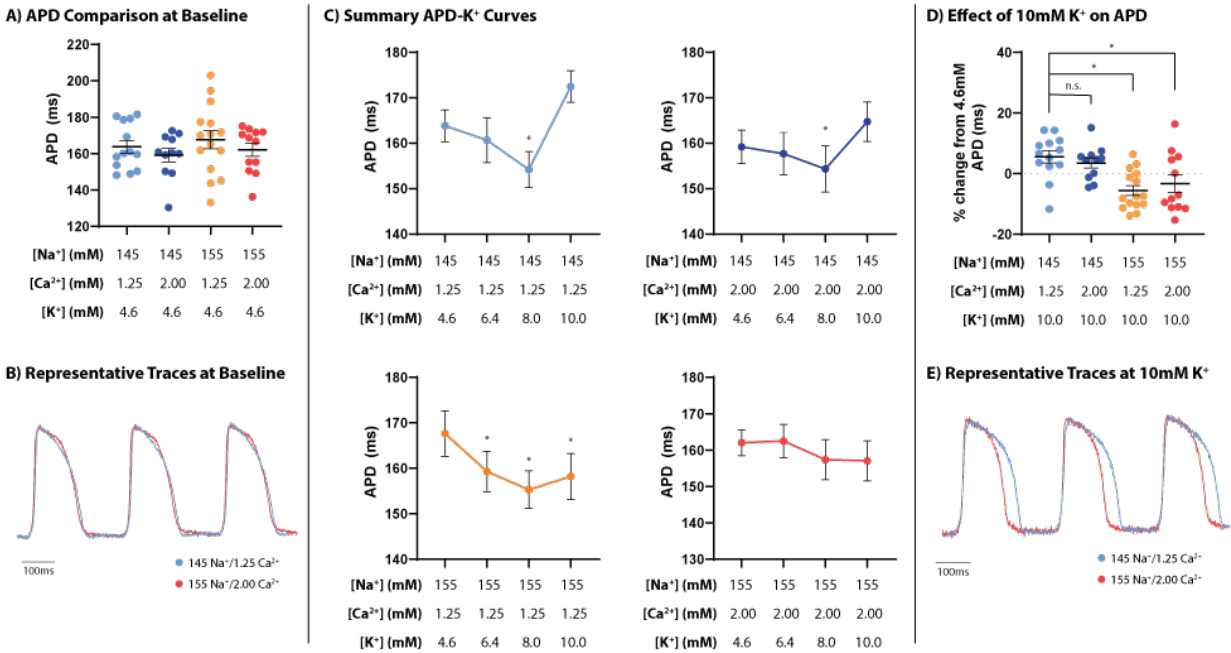 A) APD Comparison at Baseline
APD (ms)
220
200
180
160
140
120
[Na⁺] (mM) 145 145 155 155
[Ca²⁺] (mM) 1.25 2.00 1.25 2.00
[K⁺] (mM) 4.6 4.6 4.6 4.6
B) Representative Traces at Baseline
100ms
145 Na⁺/1.25 Ca²⁺
155 Na⁺/2.00 Ca²⁺
C) Summary APD-K⁺ Curves
APD (ms)
180
170
160
150
140
*
[Na⁺] (mM) 145 145 145 145
[Ca²⁺] (mM) 1.25 1.25 1.25 1.25
[K⁺] (mM) 4.6 6.4 8.0 10.0
APD (ms)
180
170
160
150
140
*
[Na⁺] (mM) 145 145 145 145
[Ca²⁺] (mM) 2.00 2.00 2.00 2.00
[K⁺] (mM) 4.6 6.4 8.0 10.0
APD (ms)
180
170
160
150
140
* * *
[Na⁺] (mM) 155 155 155 155
[Ca²⁺] (mM) 1.25 1.25 1.25 1.25
[K⁺] (mM) 4.6 6.4 8.0 10.0
APD (ms)
180
170
160
150
140
130
[Na⁺] (mM) 155 155 155 155
[Ca²⁺] (mM) 2.00 2.00 2.00 2.00
[K⁺] (mM) 4.6 6.4 8.0 10.0
D) Effect of 10mM K⁺ on APD
% change from 4.6mM
APD (ms)
40
20
0
-20
*
*
n.s.
[Na⁺] (mM) 145 145 155 155
[Ca²⁺] (mM) 1.25 2.00 1.25 2.00
[K⁺] (mM) 10.0 10.0 10.0 10.0
E) Representative Traces at 10mM K⁺
100ms
145 Na⁺/1.25 Ca²⁺
155 Na⁺/2.00 Ca²⁺